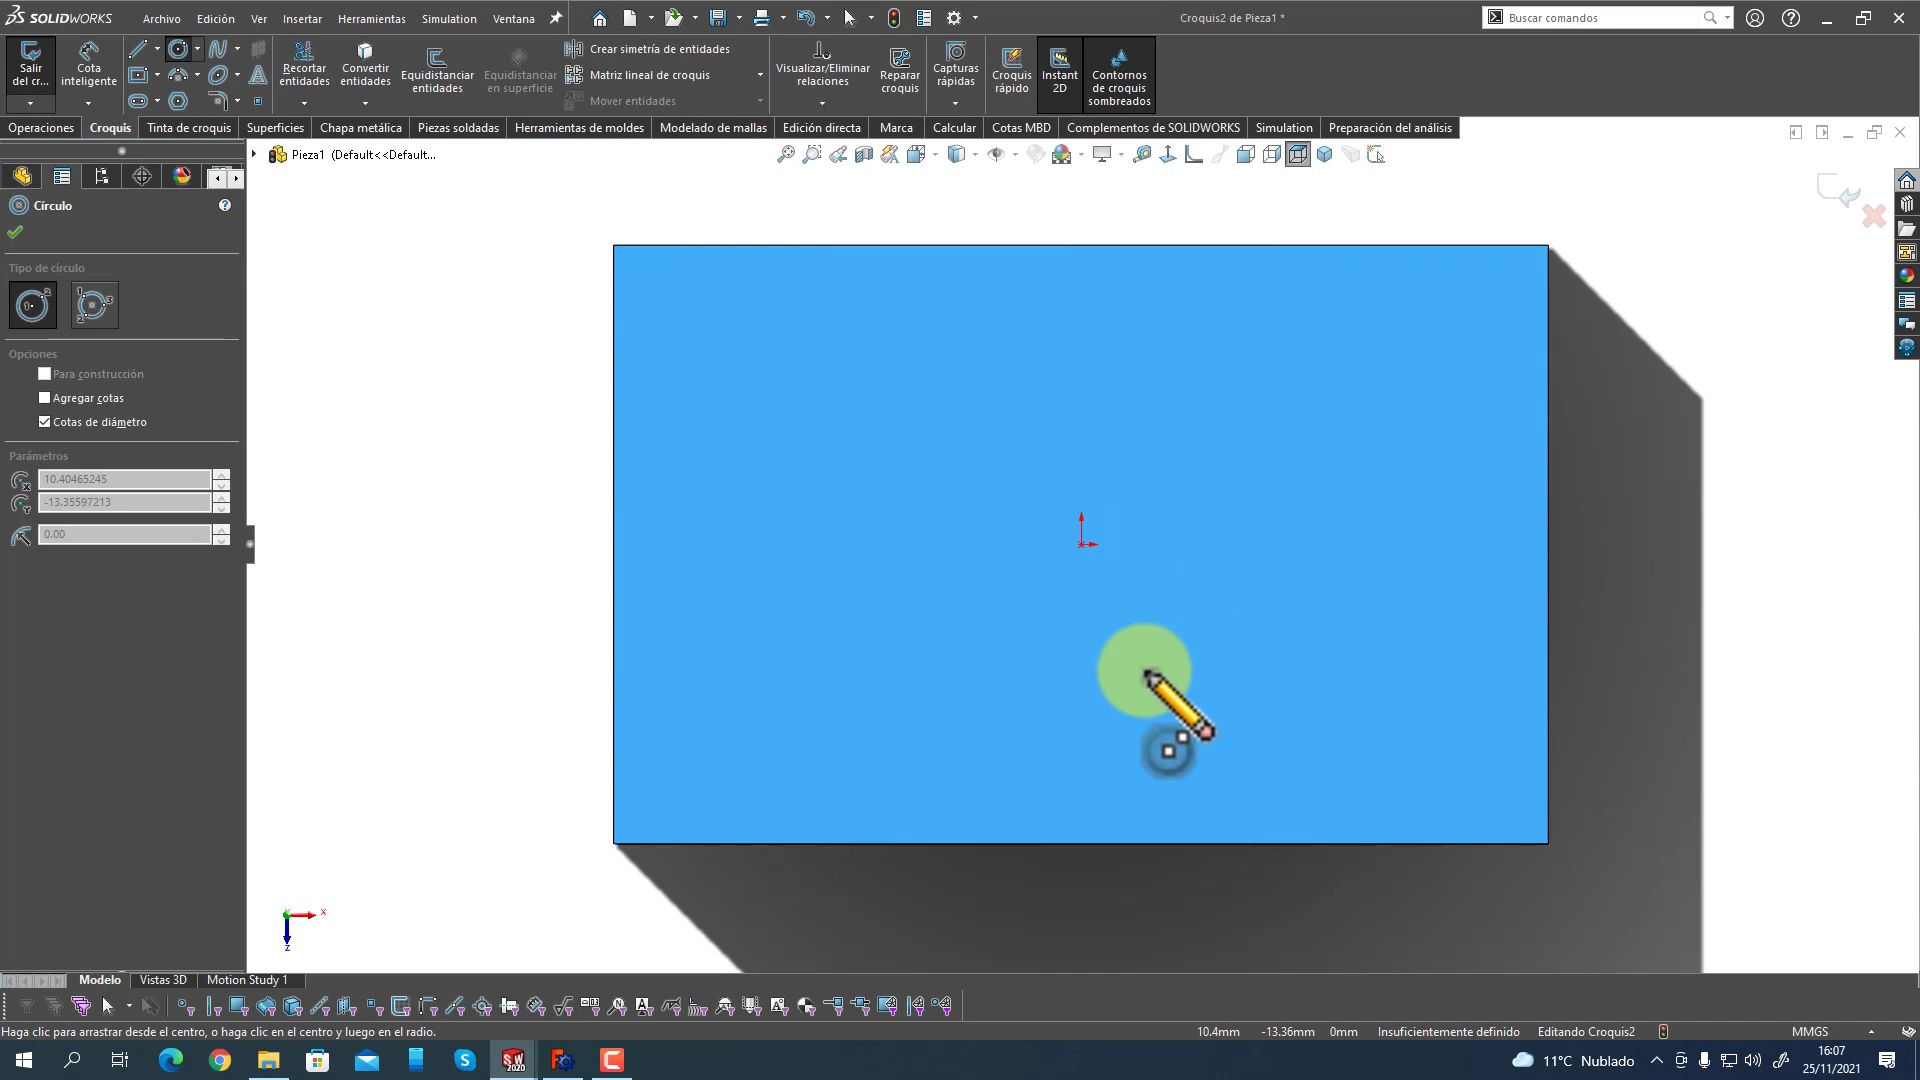 SOLIDWORKS
Archivo Edición Ver Insertar Herramientas Simulation Ventana
Croquis2 de Pieza1 *
Buscar comandos
Salir del cr...
Cota inteligente
Recortar entidades
Convertir entidades
Equidistanciar entidades
Equidistanciar en superficie
Crear simetría de entidades
Matriz lineal de croquis
Mover entidades
Visualizar/Eliminar relaciones
Reparar croquis
Capturas rápidas
Croquis rápido
Instant 2D
Contornos de croquis sombreados
Operaciones Croquis Tinta de croquis Superficies Chapa metálica Piezas soldadas Herramientas de moldes Modelado de mallas Edición directa Marca Calcular Cotas MBD Complementos de SOLIDWORKS Simulation Preparación del análisis
Pieza1 (Default<<Default...
Círculo
Tipo de círculo
Opciones
Para construcción
Agregar cotas
Cotas de diámetro
Parámetros
10.40465245
-13.35597213
0.00
x
z
Modelo Vistas 3D Motion Study 1
Haga clic para arrastrar desde el centro, o haga clic en el centro y luego en el radio.
10.4mm -13.36mm 0mm Insuficientemente definido Editando Croquis2 MMGS
11°C Nublado
16:07
25/11/2021